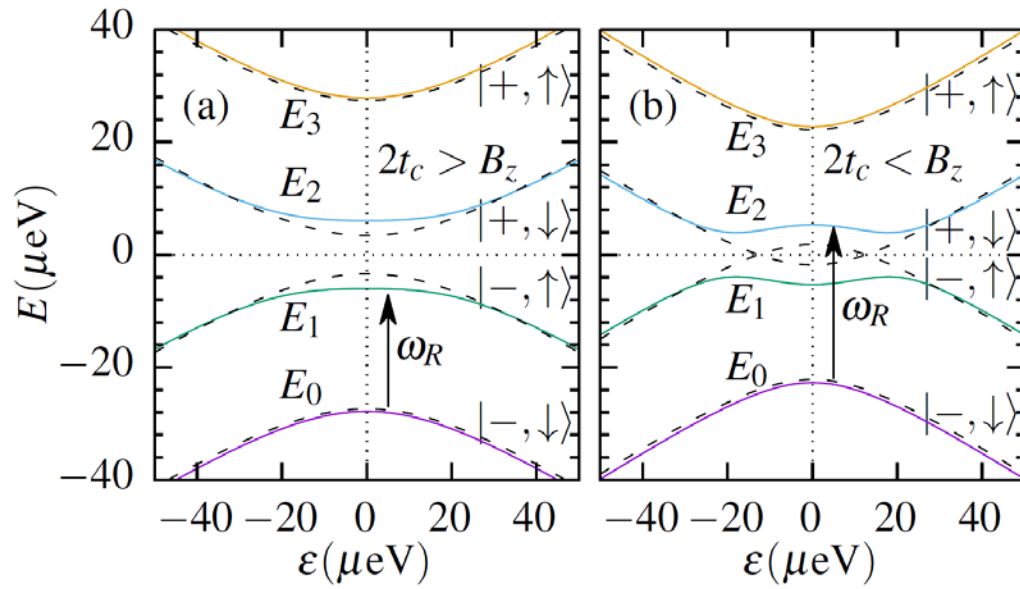 40
20
0
−20
−40
E(μeV)
(a)
E₃
|+,↑⟩
2t_c > B_z
E₂
|+,↓⟩
|−,↑⟩
E₁
ω_R
E₀
|−,↓⟩
−40 −20 0 20 40
ε(μeV)
(b)
E₃
|+,↑⟩
2t_c < B_z
E₂
|+,↓⟩
|−,↑⟩
E₁
ω_R
E₀
|−,↓⟩
−40 −20 0 20 40
ε(μeV)